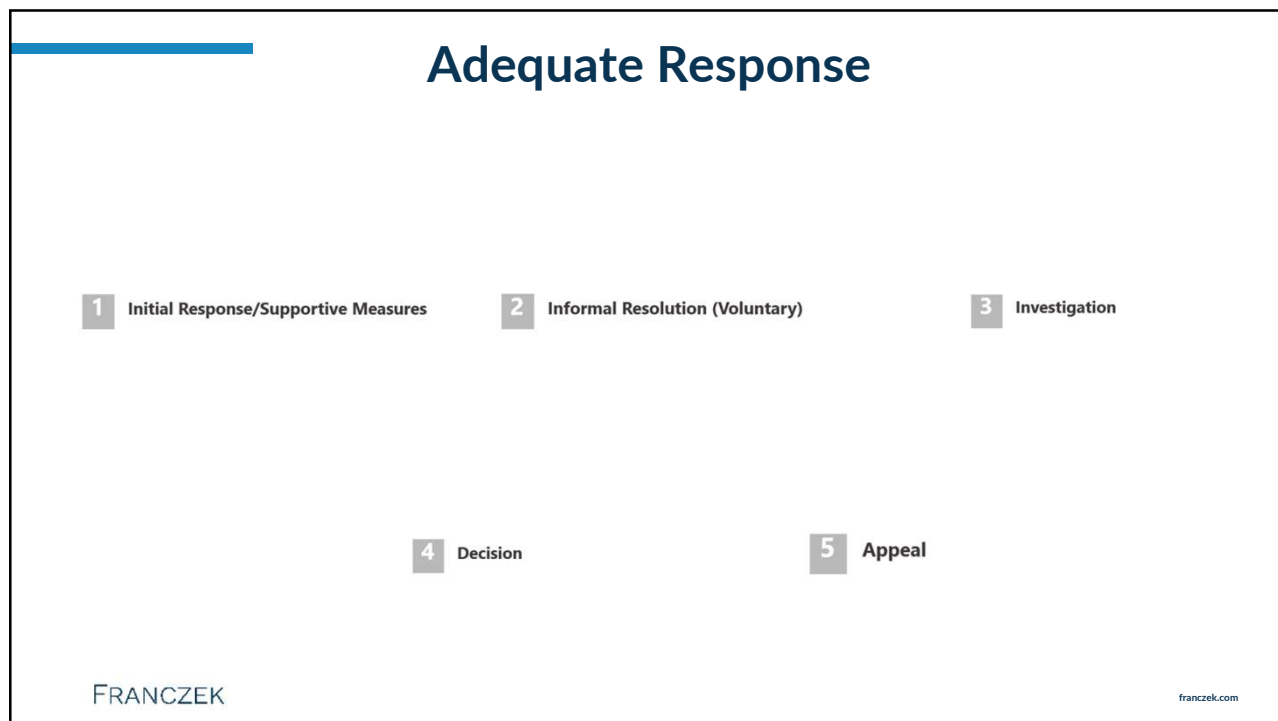 Adequate Response
1 Initial Response/Supportive Measures
2 Informal Resolution (Voluntary)
3 Investigation
4 Decision
5 Appeal
FRANCZEK
franczek.com